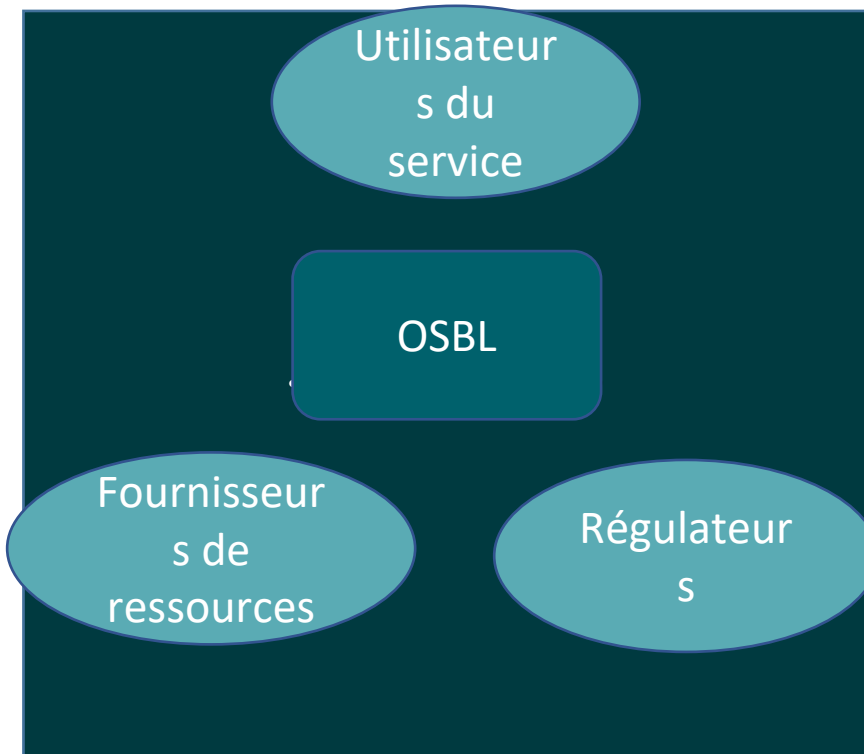 Utilisateur
s du
service
OSBL
Fournisseur
s de
ressources
Régulateur
s